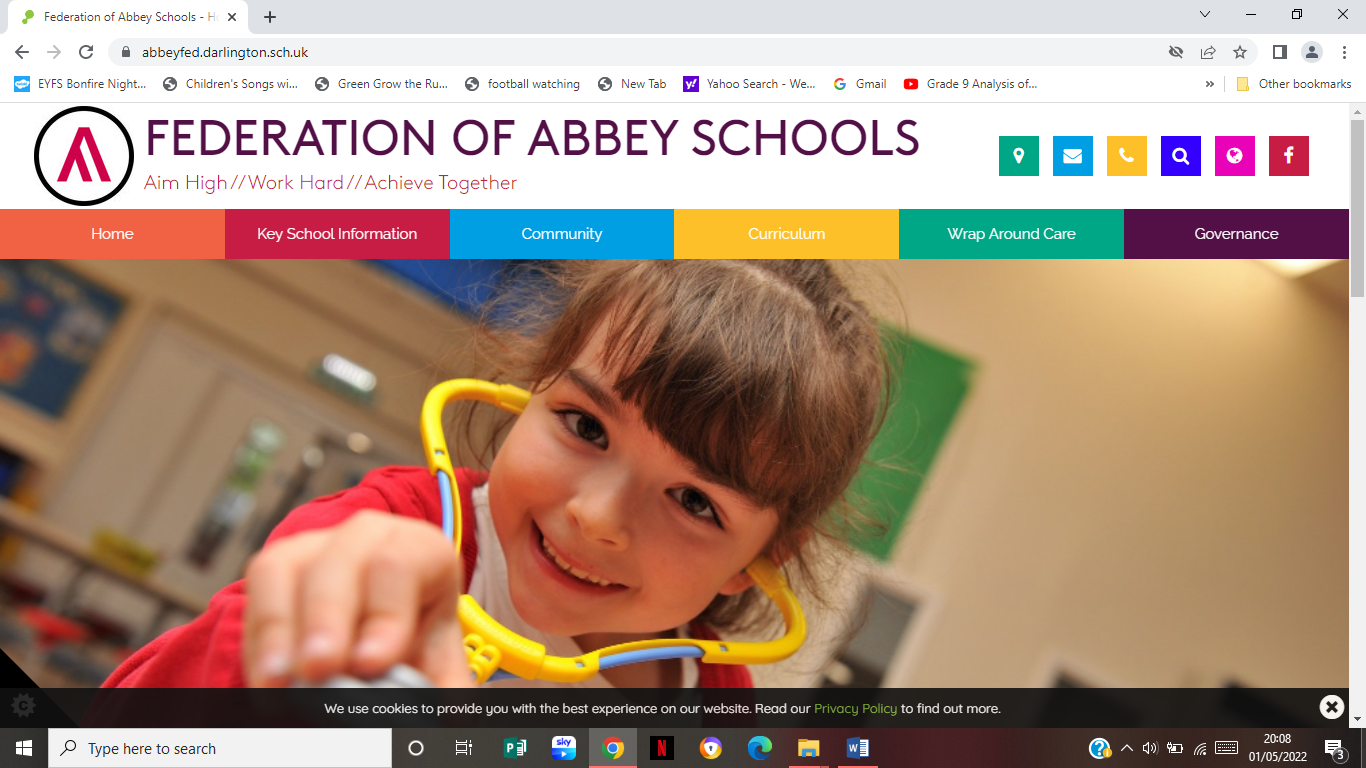 Federation of Abbey Schools - H
abbeyfed.darlington.sch.uk
EYFS Bonfire Night... Children's Songs wi... Green Grow the Ru... football watching New Tab Yahoo Search - We... Gmail Grade 9 Analysis of... » Other bookmarks
FEDERATION OF ABBEY SCHOOLS
Aim High // Work Hard // Achieve Together
Home Key School Information Community Curriculum Wrap Around Care Governance
We use cookies to provide you with the best experience on our website. Read our Privacy Policy to find out more.
Type here to search
sky
20:08
01/05/2022
3